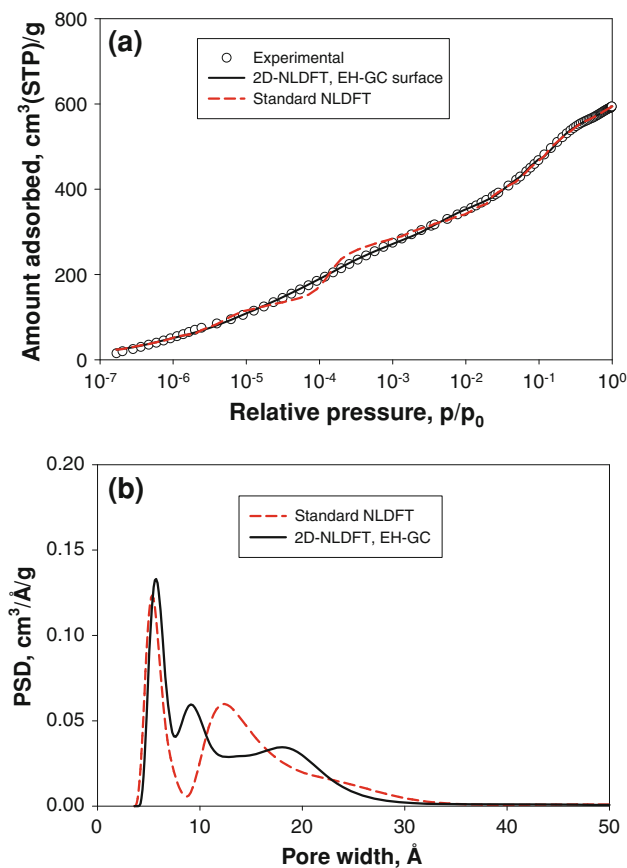 (a)
Experimental
2D-NLDFT, EH-GC surface
Standard NLDFT
Amount adsorbed, cm³(STP)/g
800
600
400
200
0
10⁻⁷ 10⁻⁶ 10⁻⁵ 10⁻⁴ 10⁻³ 10⁻² 10⁻¹ 10⁰
Relative pressure, p/p₀
(b)
Standard NLDFT
2D-NLDFT, EH-GC
PSD, cm³/Å/g
0.20
0.15
0.10
0.05
0.00
0 10 20 30 40 50
Pore width, Å